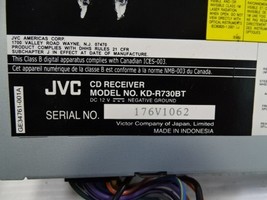 JVC AMERICAS CORP.
1700 VALLEY ROAD, WAYNE, N.J. 07470
PRODUCT COMPLIES WITH DHHS RULES 21 CFR
SUBCHAPTER J IN EFFECT AT DATE OF MANUFACTURE.
This Class B digital apparatus complies with Canadian ICES-003.
Cet appareil numérique de la classe B est conforme à la norme NMB-003 du Canada.
JVC
CD RECEIVER
MODEL NO. KD-R730BT
DC 12 V NEGATIVE GROUND
SERIAL NO.
176V1062
Victor Company of Japan, Limited
MADE IN INDONESIA
GE34761-001A